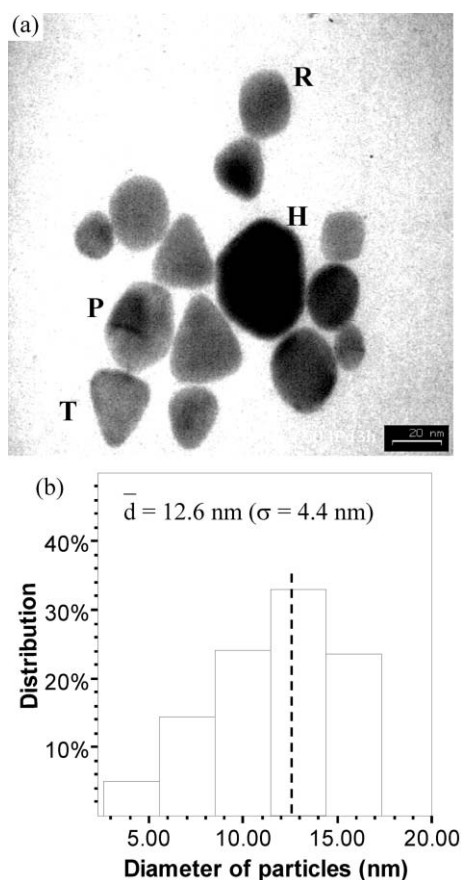 (a)
R
H
P
T
20 nm
(b)
d̅ = 12.6 nm (σ = 4.4 nm)
40%
30%
20%
10%
Distribution
5.00 10.00 15.00 20.00
Diameter of particles (nm)